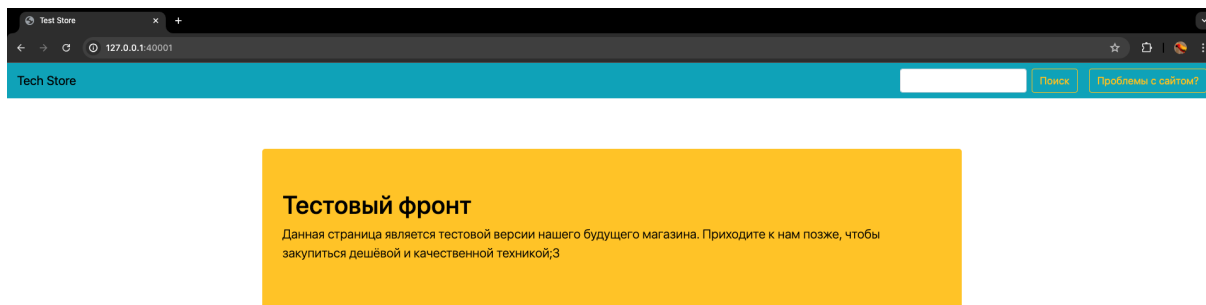 Test Store
127.0.0.1:40001
Tech Store
Поиск
Проблемы с сайтом?
Тестовый фронт
Данная страница является тестовой версии нашего будущего магазина. Приходите к нам позже, чтобы
закупиться дешёвой и качественной техникой;3